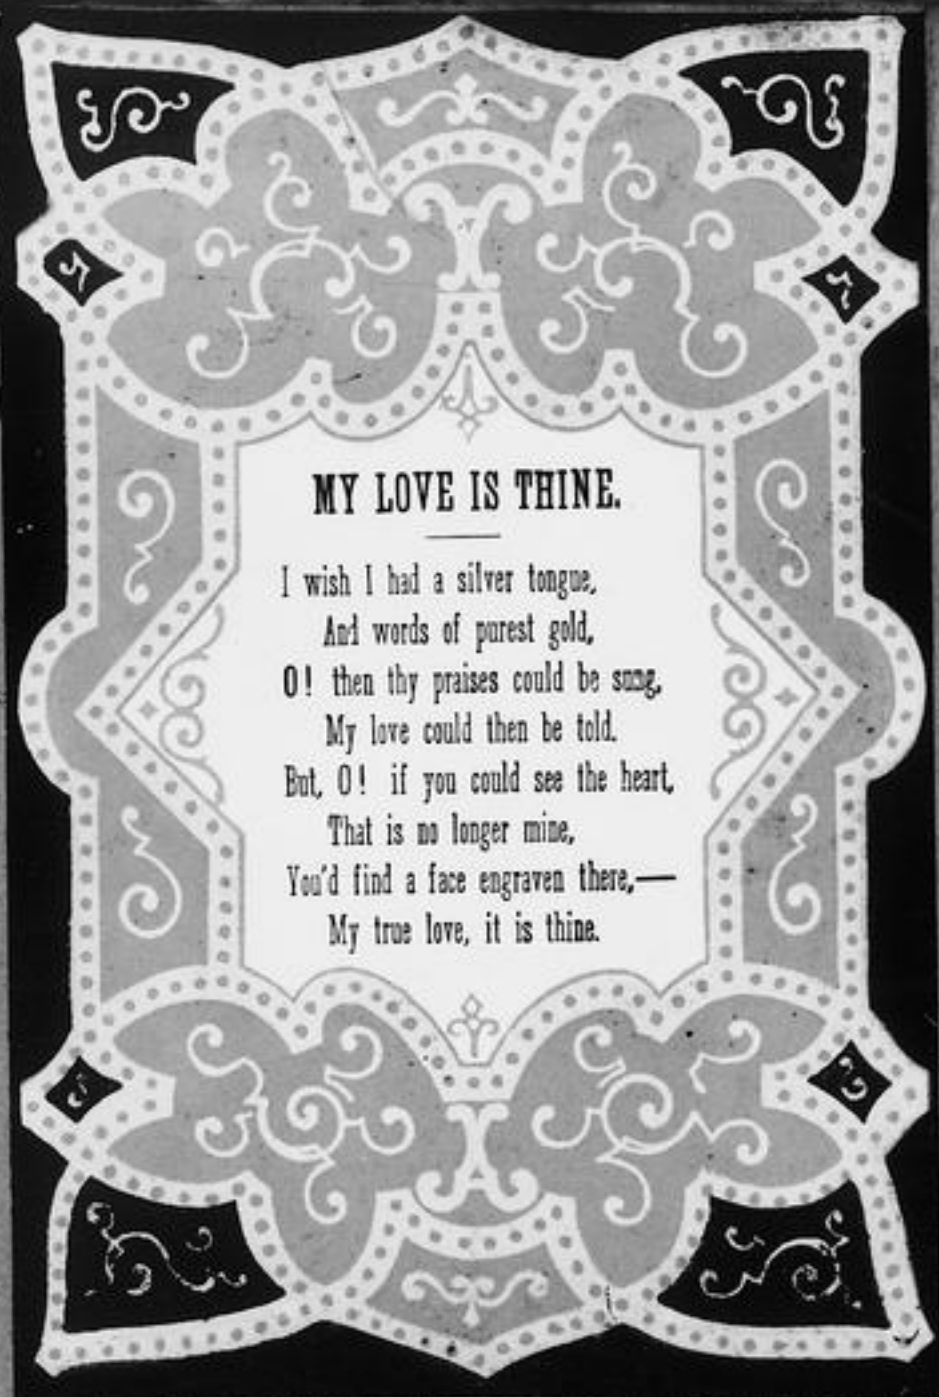 MY LOVE IS THINE.
I wish I had a silver tongue,
And words of purest gold,
O! then thy praises could be sung,
My love could then be told.
But, O! if you could see the heart,
That is no longer mine,
You'd find a face engraven there,—
My true love, it is thine.